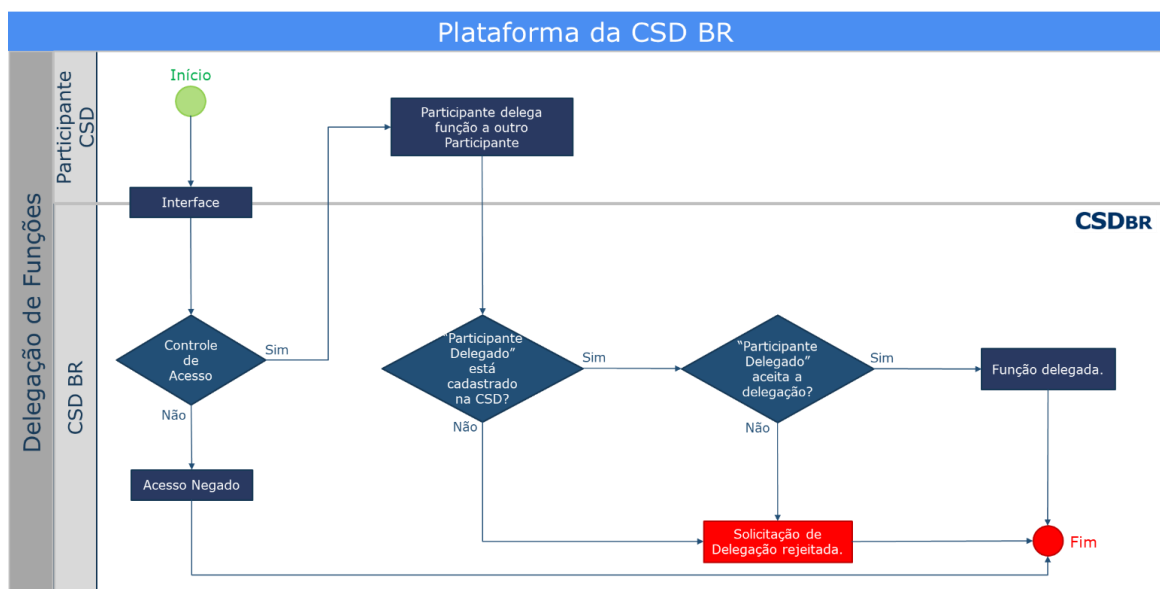 Plataforma da CSD BR
Delegação de Funções
Participante
CSD
Início
Participante delega
função a outro
Participante
Interface
CSD BR
CSDBR
Controle
de
Acesso
Sim
Não
"Participante
Delegado"
está
cadastrado
na CSD?
Sim
Não
"Participante
Delegado"
aceita a
delegação?
Sim
Não
Função delegada.
Acesso Negado
Solicitação de
Delegação rejeitada.
Fim